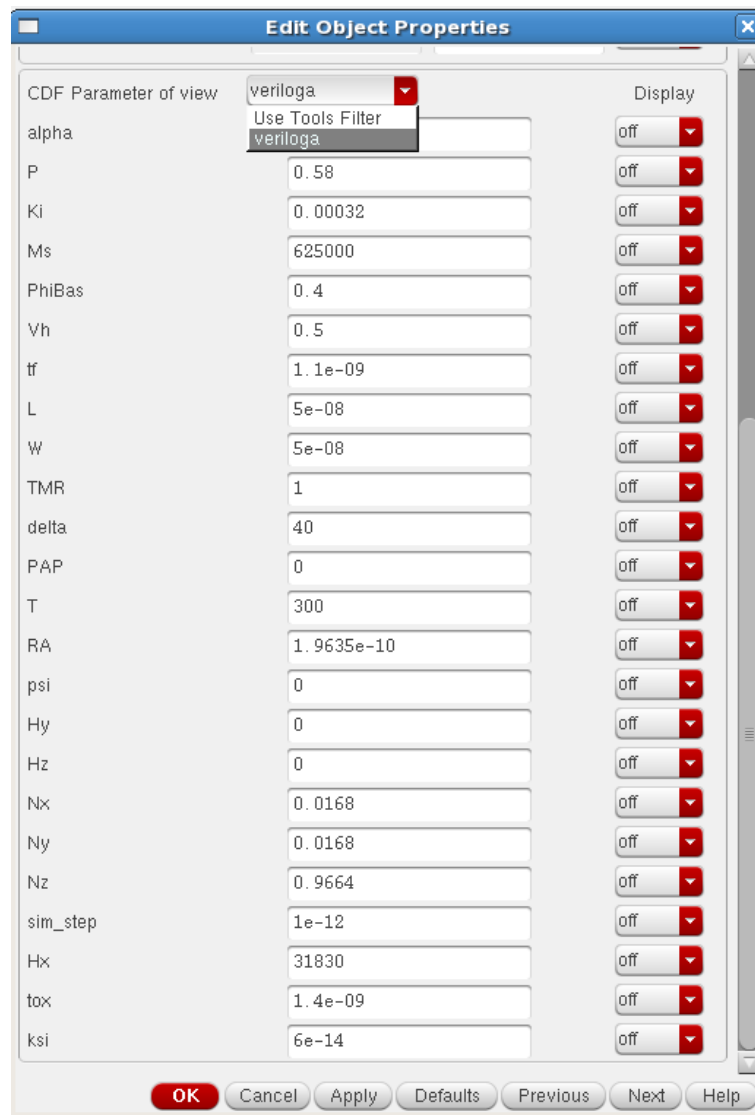 Edit Object Properties
CDF Parameter of view veriloga Display
Use Tools Filter
veriloga
alpha off
P 0.58 off
Ki 0.00032 off
Ms 625000 off
PhiBas 0.4 off
Vh 0.5 off
tf 1.1e-09 off
L 5e-08 off
W 5e-08 off
TMR 1 off
delta 40 off
PAP 0 off
T 300 off
RA 1.9635e-10 off
psi 0 off
Hy 0 off
Hz 0 off
Nx 0.0168 off
Ny 0.0168 off
Nz 0.9664 off
sim_step 1e-12 off
Hx 31830 off
tox 1.4e-09 off
ksi 6e-14 off
OK Cancel Apply Defaults Previous Next Help